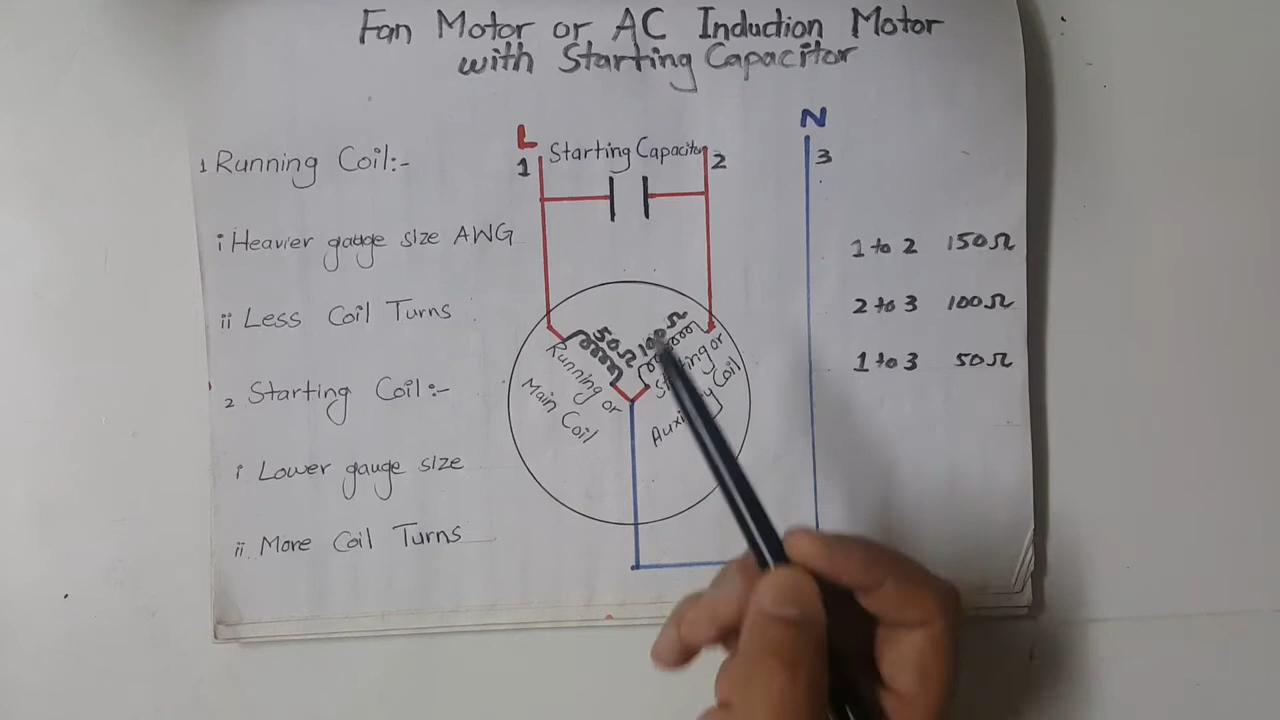 Fan Motor or AC Induction Motor
with Starting Capacitor
L
N
1 Starting Capacitor 2
3
1 Running Coil:-
i Heavier gauge size AWG
ii Less Coil Turns
2 Starting Coil:-
i Lower gauge size
ii More Coil Turns
50Ω
100Ω
Running or
Main Coil
Starting or
Coil
1 to 2 150Ω
2 to 3 100Ω
1 to 3 50Ω